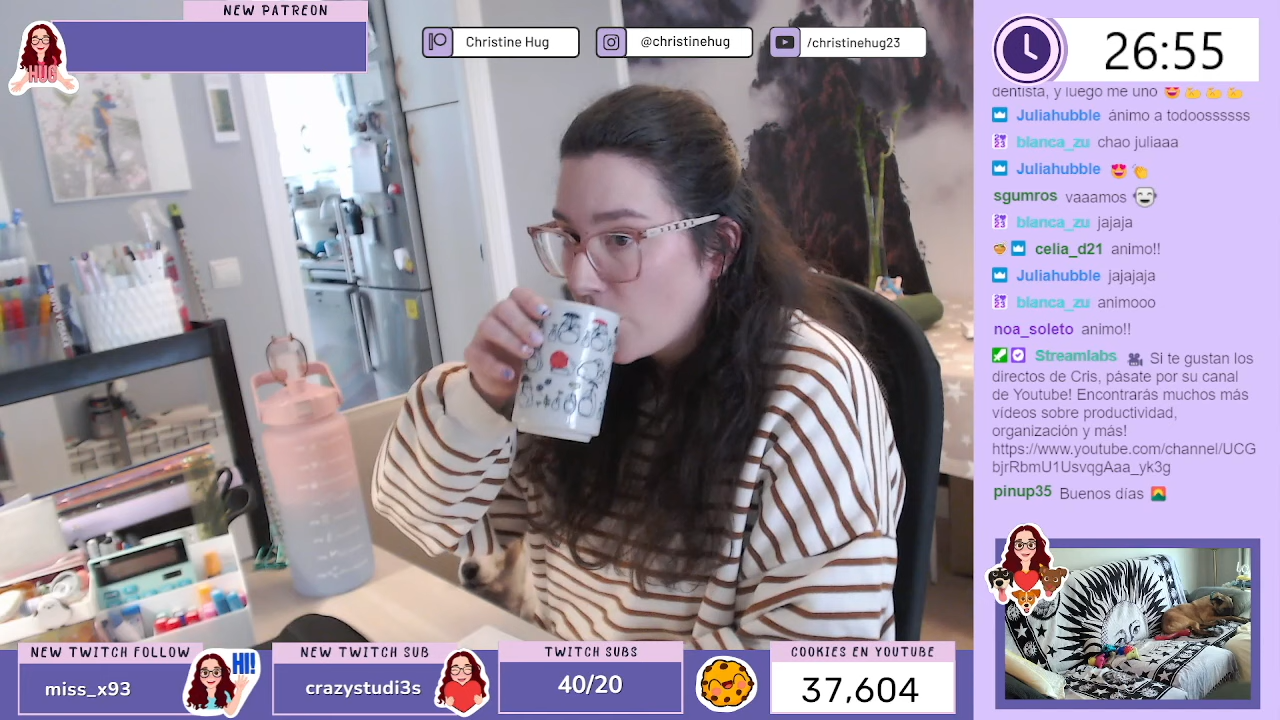 NEW PATREON
HUG
Christine Hug
@christinehug
/christinehug23
26:55
dentista, y luego me uno 😍 💪 💪 💪
Juliahubble ánimo a todoossssss
blanca_zu chao juliaaa
Juliahubble 😍 👏
sgumros vaaamos
blanca_zu jajaja
celia_d21 animo!!
Juliahubble jajajaja
blanca_zu animooo
noa_soleto animo!!
Streamlabs 🎥 Si te gustan los
directos de Cris, pásate por su canal
de Youtube! Encontrarás muchos más
vídeos sobre productividad,
organización y más!
https://www.youtube.com/channel/UCG
bjrRbmU1UsvqgAaa_yk3g
pinup35 Buenos días
NEW TWITCH FOLLOW
miss_x93
HI!
NEW TWITCH SUB
crazystudi3s
TWITCH SUBS
40/20
COOKIES EN YOUTUBE
37,604